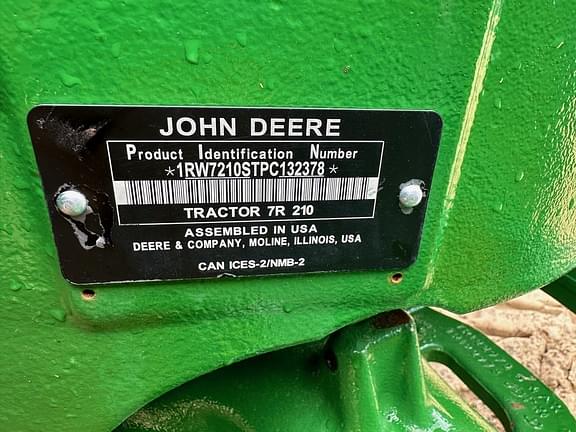 JOHN DEERE
Product Identification Number
*1RW7210STPC132378*
TRACTOR 7R 210
ASSEMBLED IN USA
DEERE & COMPANY, MOLINE, ILLINOIS, USA
CAN ICES-2/NMB-2